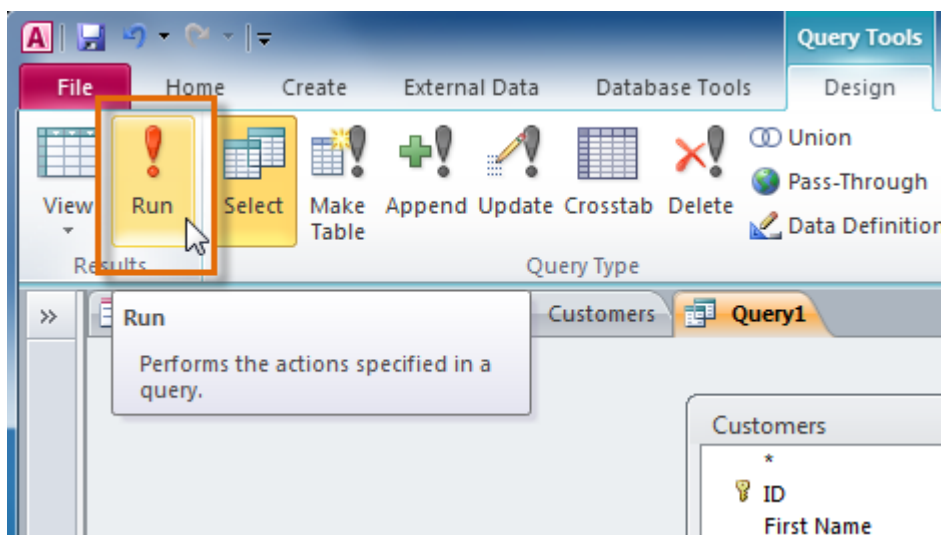 A
Query Tools
File Home Create External Data Database Tools Design
View Run Select Make Table Append Update Crosstab Delete
Union
Pass-Through
Data Definition
Results Query Type
Customers Query1
Run
Performs the actions specified in a
query.
Customers
*
ID
First Name